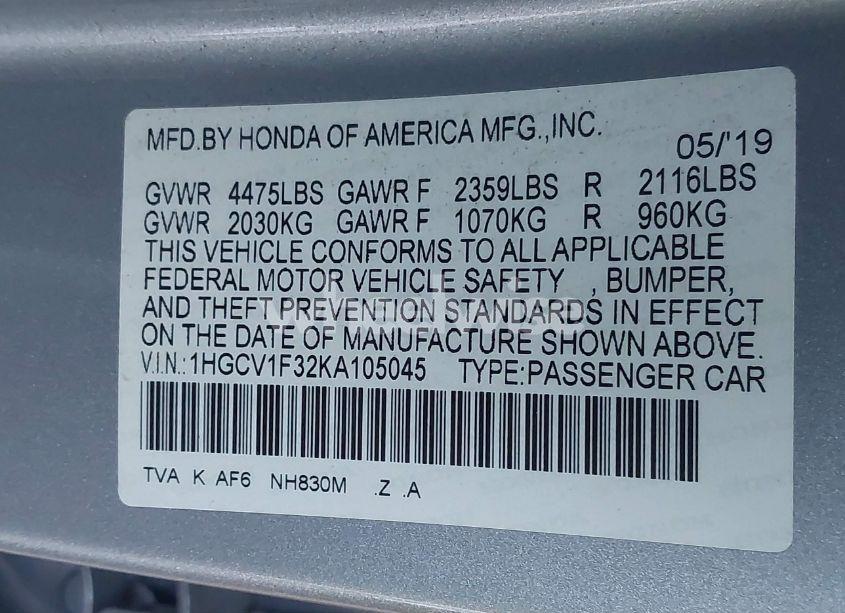 MFD.BY HONDA OF AMERICA MFG.,INC. 05/'19
GVWR 4475LBS GAWR F 2359LBS R 2116LBS
GVWR 2030KG GAWR F 1070KG R 960KG
THIS VEHICLE CONFORMS TO ALL APPLICABLE
FEDERAL MOTOR VEHICLE SAFETY , BUMPER,
AND THEFT PREVENTION STANDARDS IN EFFECT
ON THE DATE OF MANUFACTURE SHOWN ABOVE.
V.I.N.:1HGCV1F32KA105045 TYPE:PASSENGER CAR
TVA K AF6 NH830M .Z .A